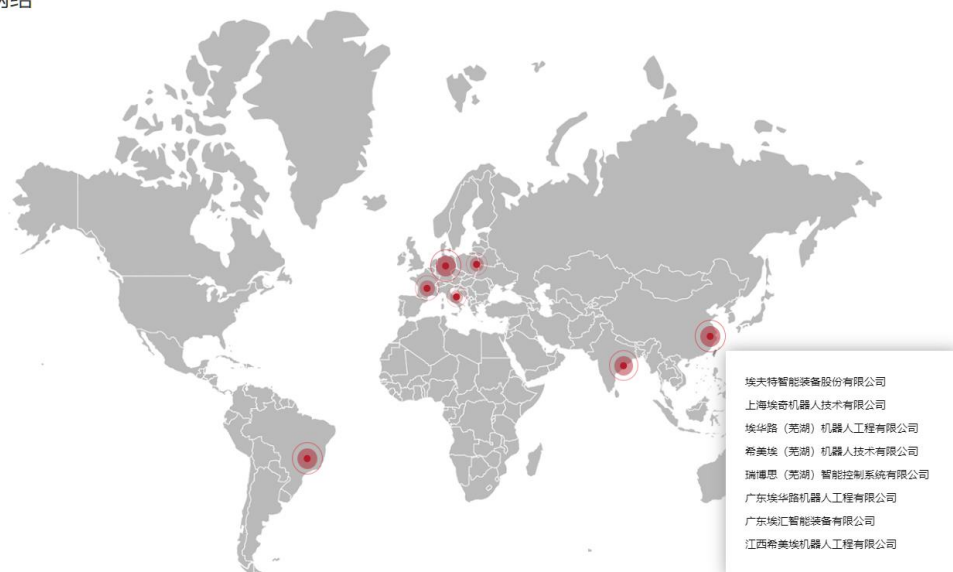 网络
埃夫特智能装备股份有限公司
上海埃奇机器人技术有限公司
埃华路（芜湖）机器人工程有限公司
希美埃（芜湖）机器人技术有限公司
瑞博思（芜湖）智能控制系统有限公司
广东埃华路机器人工程有限公司
广东埃汇智能装备有限公司
江西希美埃机器人工程有限公司